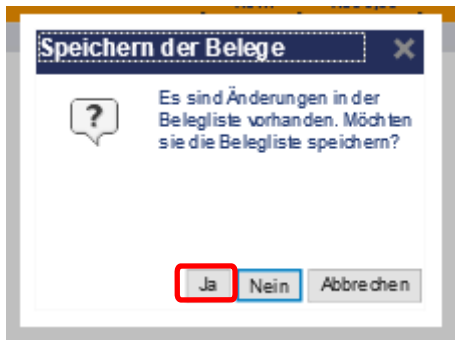 Speichern der Belege
Es sind Änderungen in der
Belegliste vorhanden. Möchten
sie die Belegliste speichern?
Ja Nein Abbrechen